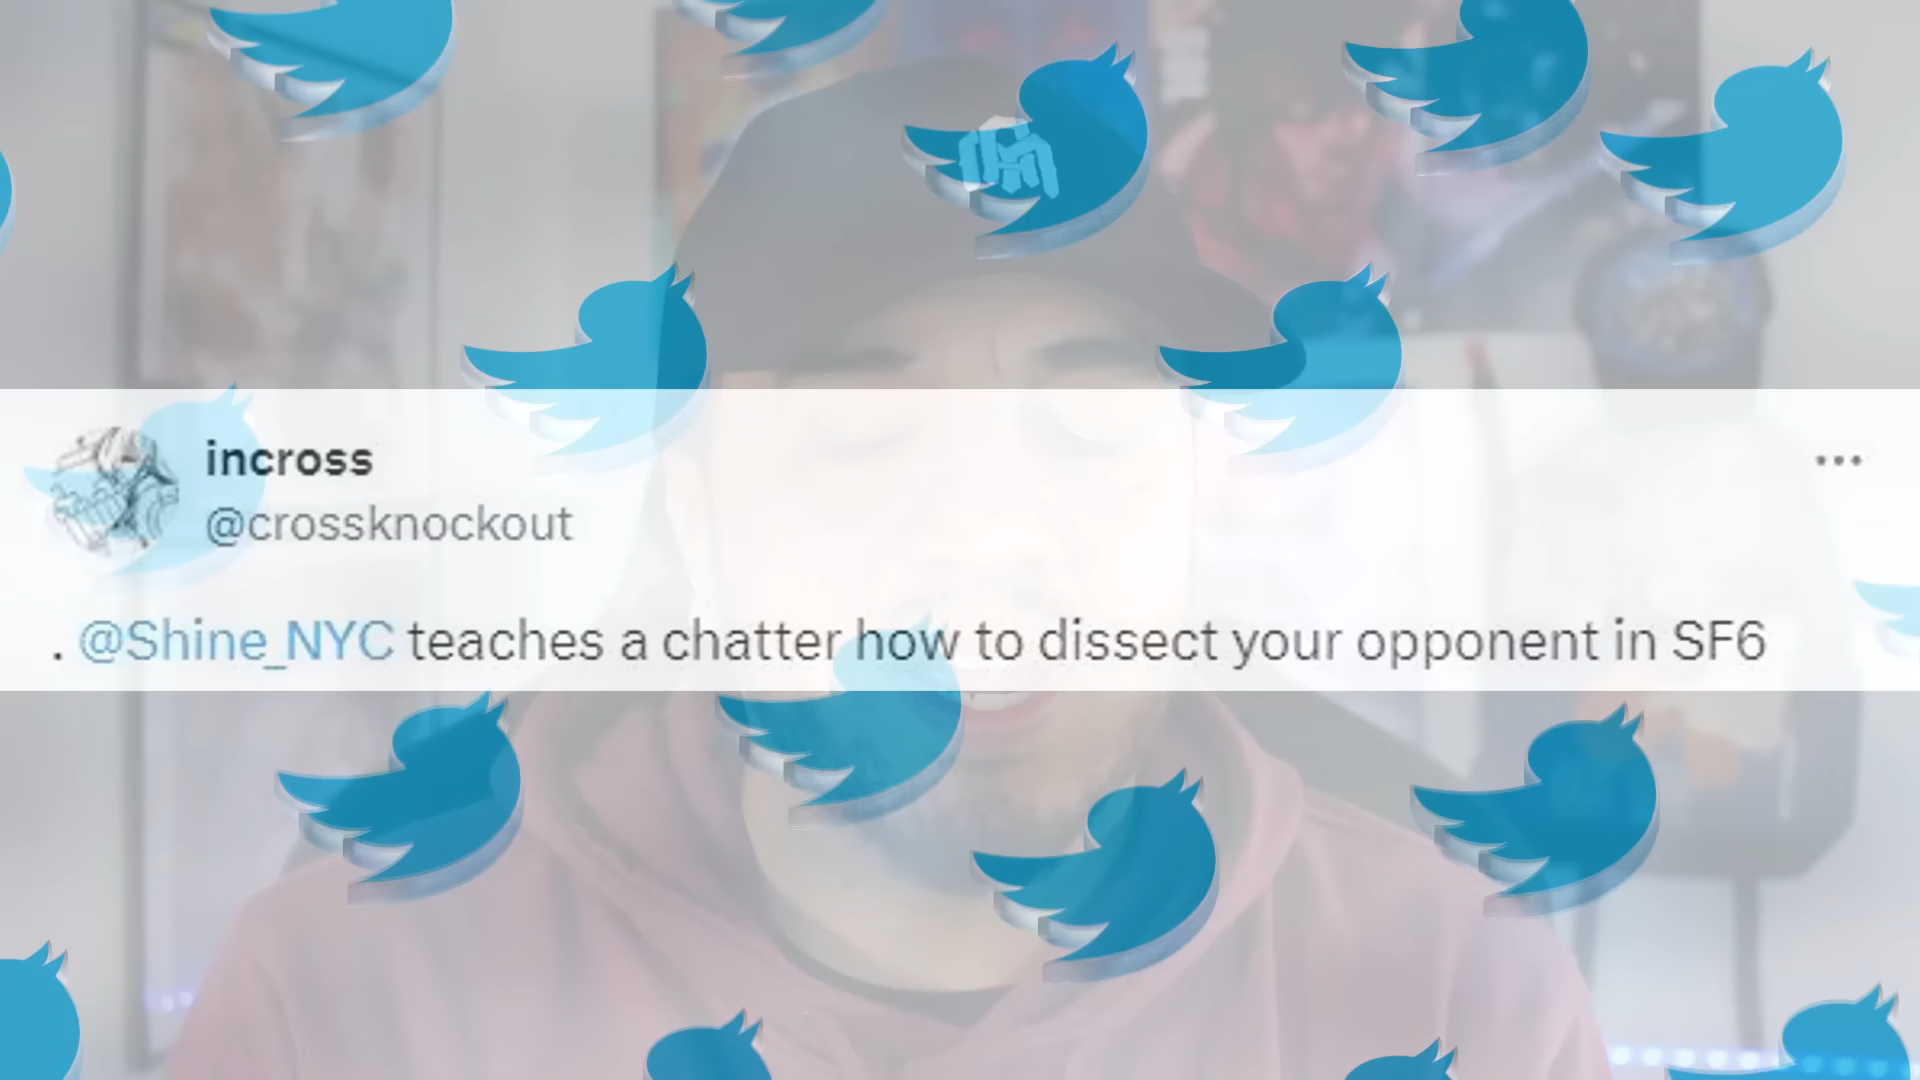 incross
@crossknockout
. @Shine_NYC teaches a chatter how to dissect your opponent in SF6